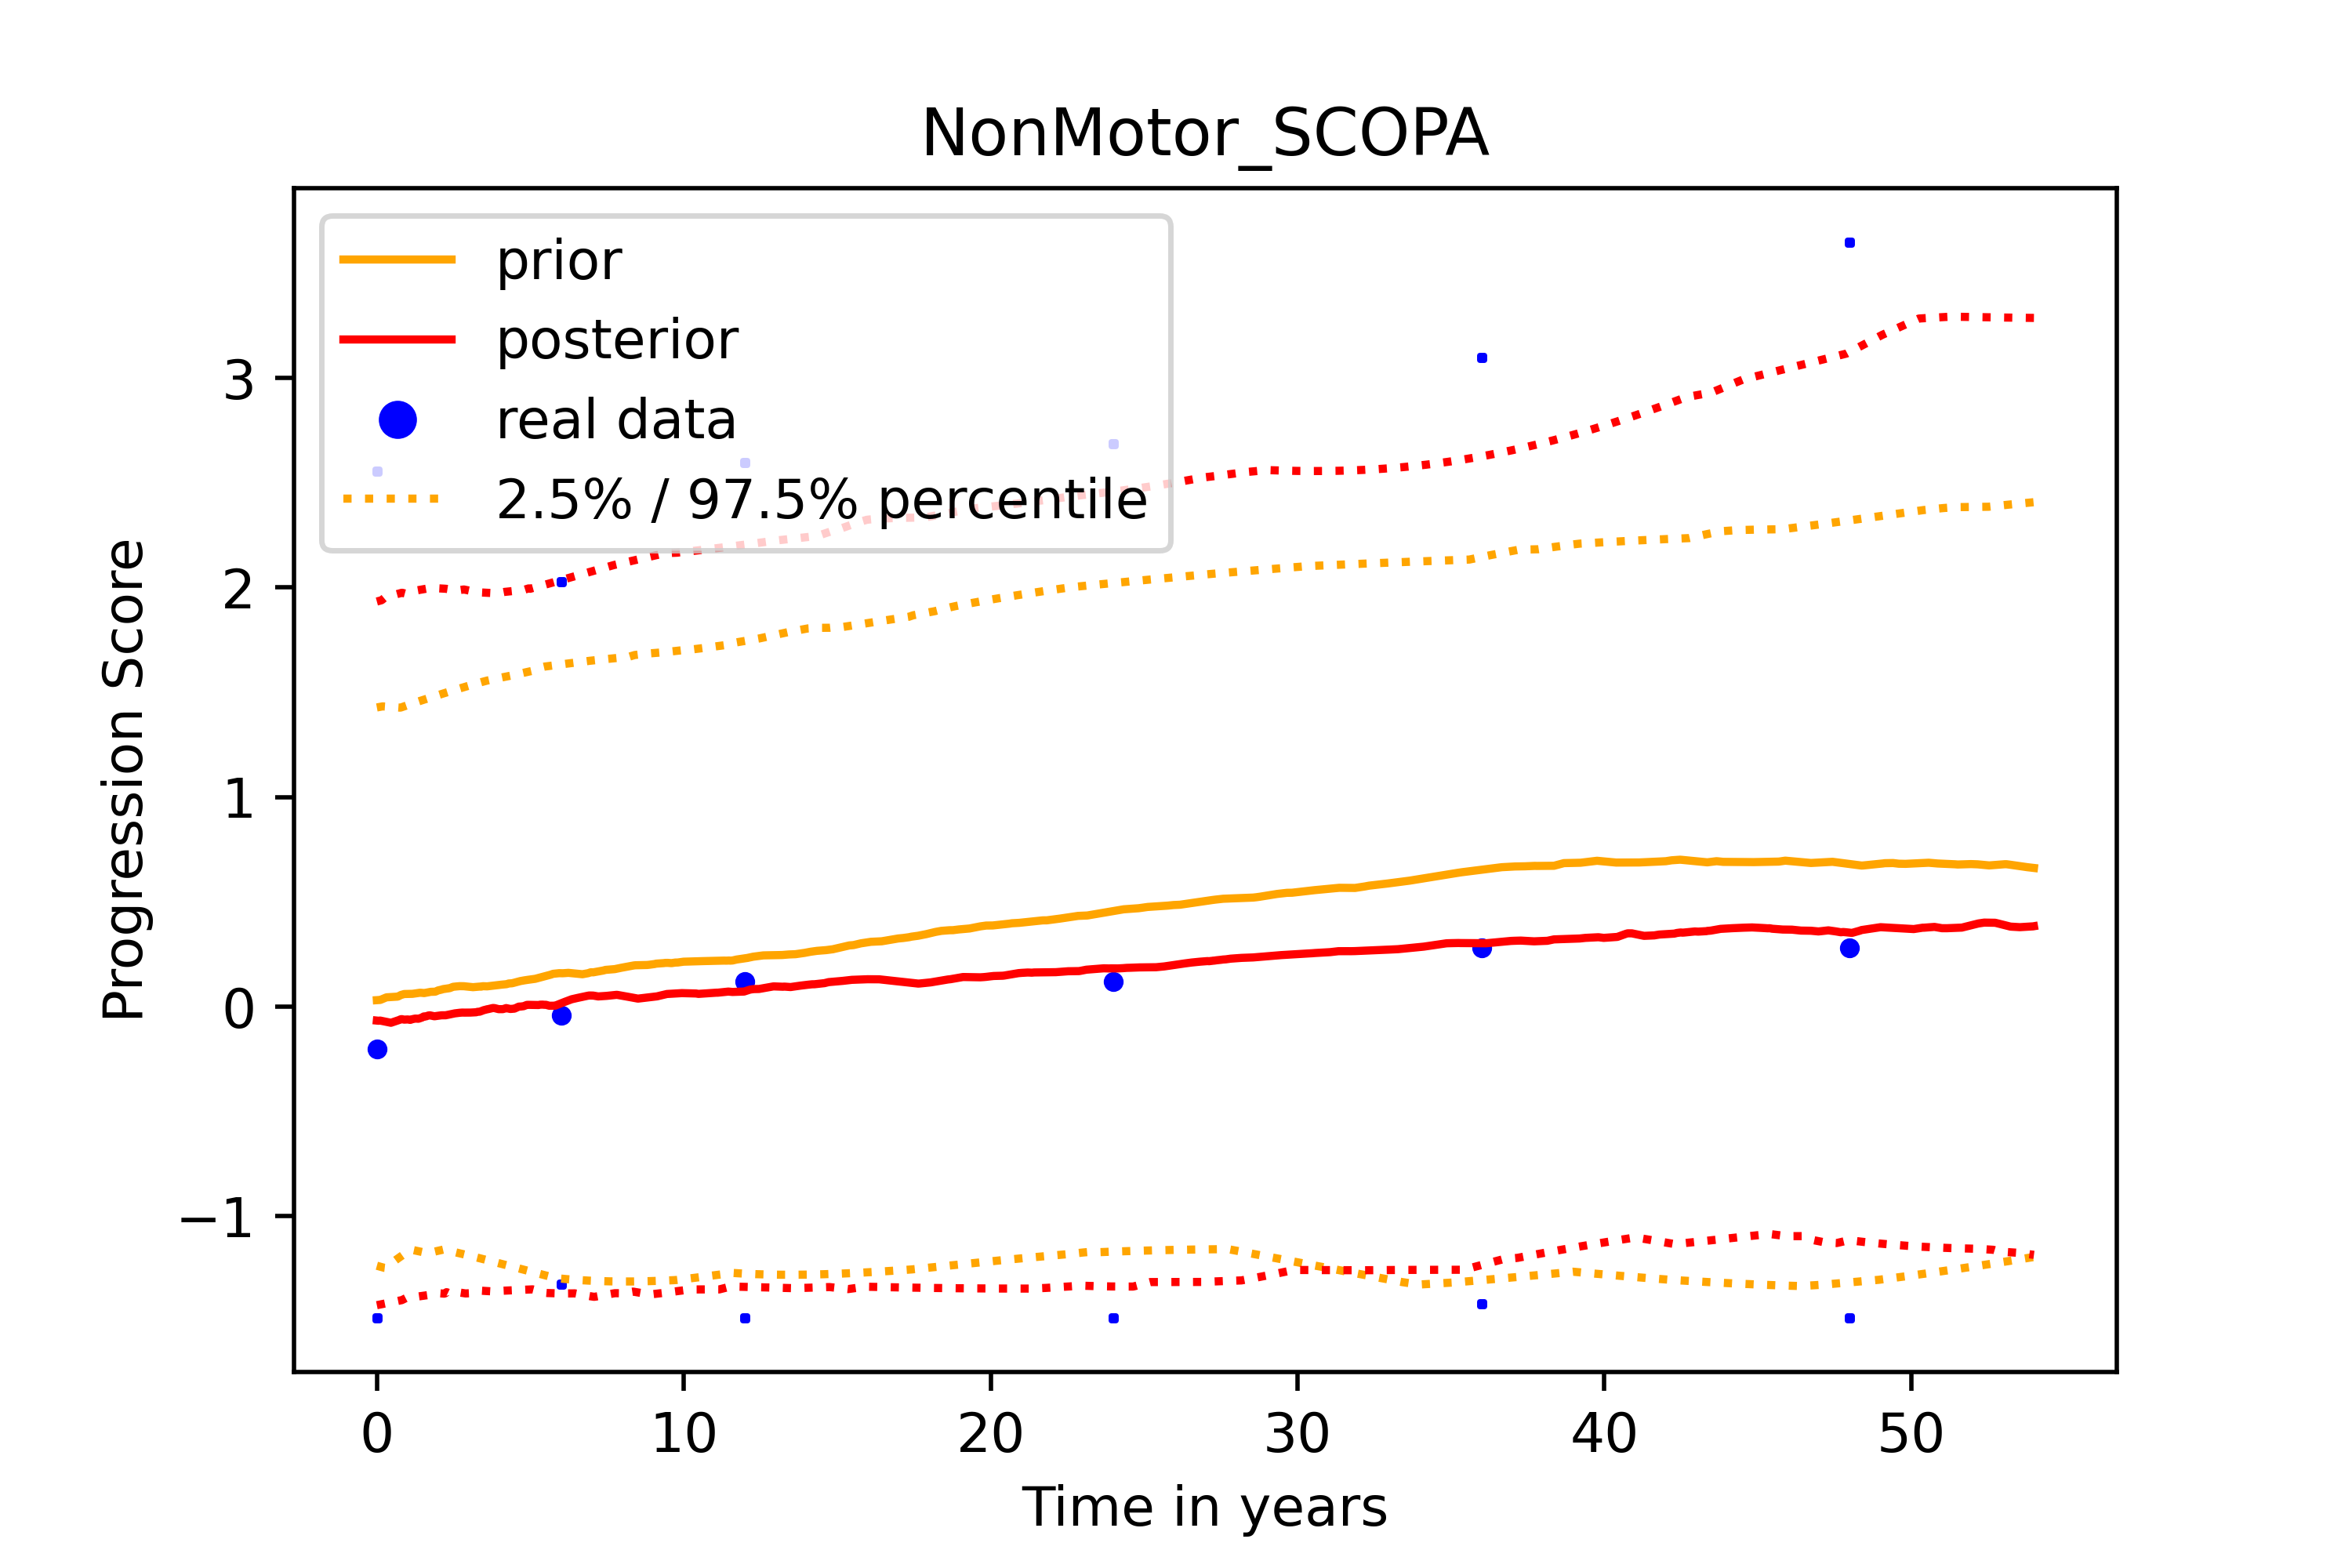 NonMotor_SCOPA
prior
posterior
real data
2.5% / 97.5% percentile
Progression Score
3
2
1
0
−1
0 10 20 30 40 50
Time in years